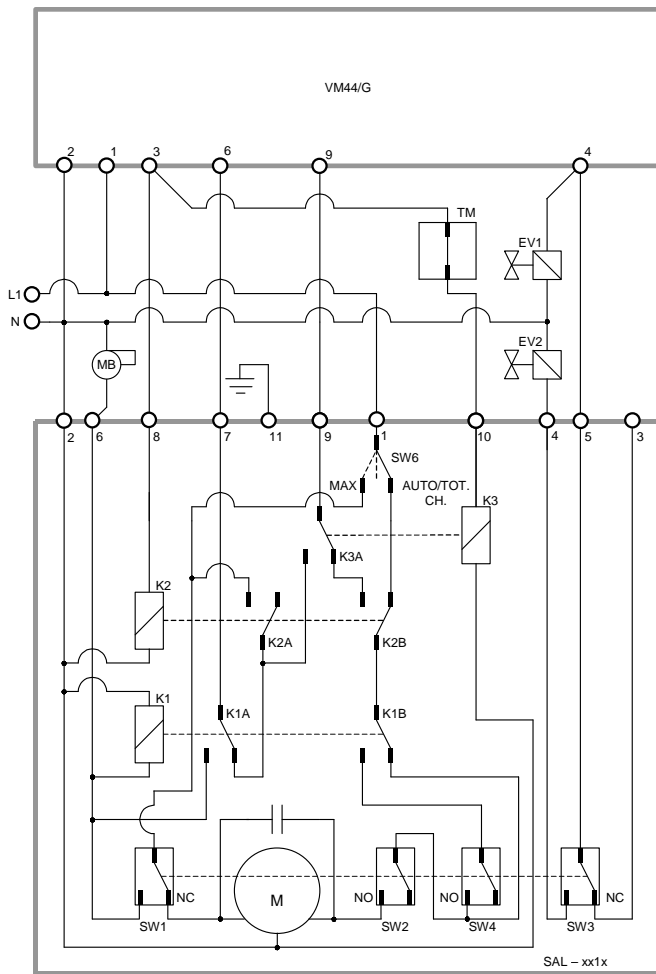 VM44/G
2 1 3 6 9 4
TM
EV1
L1
N
EV2
MB
2 6 8 7 11 9 1 10 4 5 3
SW6
MAX AUTO/TOT.
CH.
K3
K3A
K2
K2A K2B
K1
K1A K1B
NC M NO NO NC
SW1 SW2 SW4 SW3
SAL – xx1x